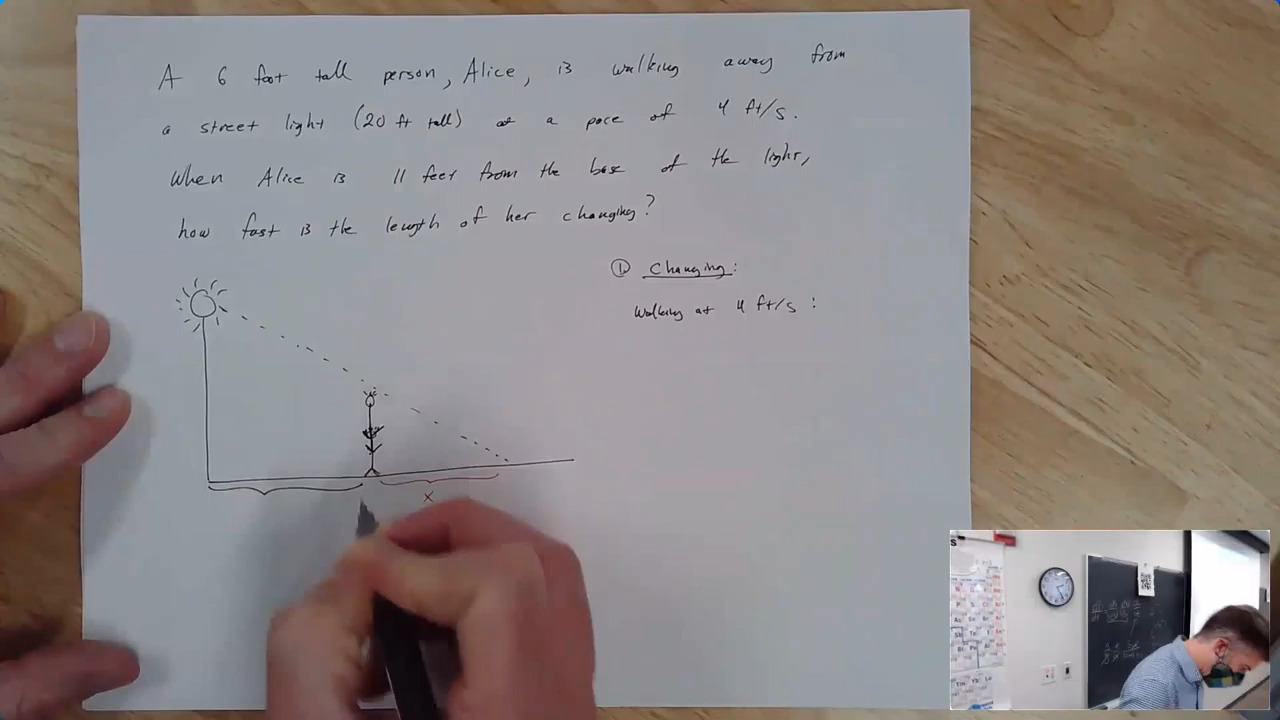 A 6 foot tall person, Alice, is walking away from
a street light (20 ft tall) at a pace of 4 ft/s.
When Alice is 11 feet from the base of the light,
how fast is the length of her changing?
① Changing:
Walking at 4 ft/s :
x